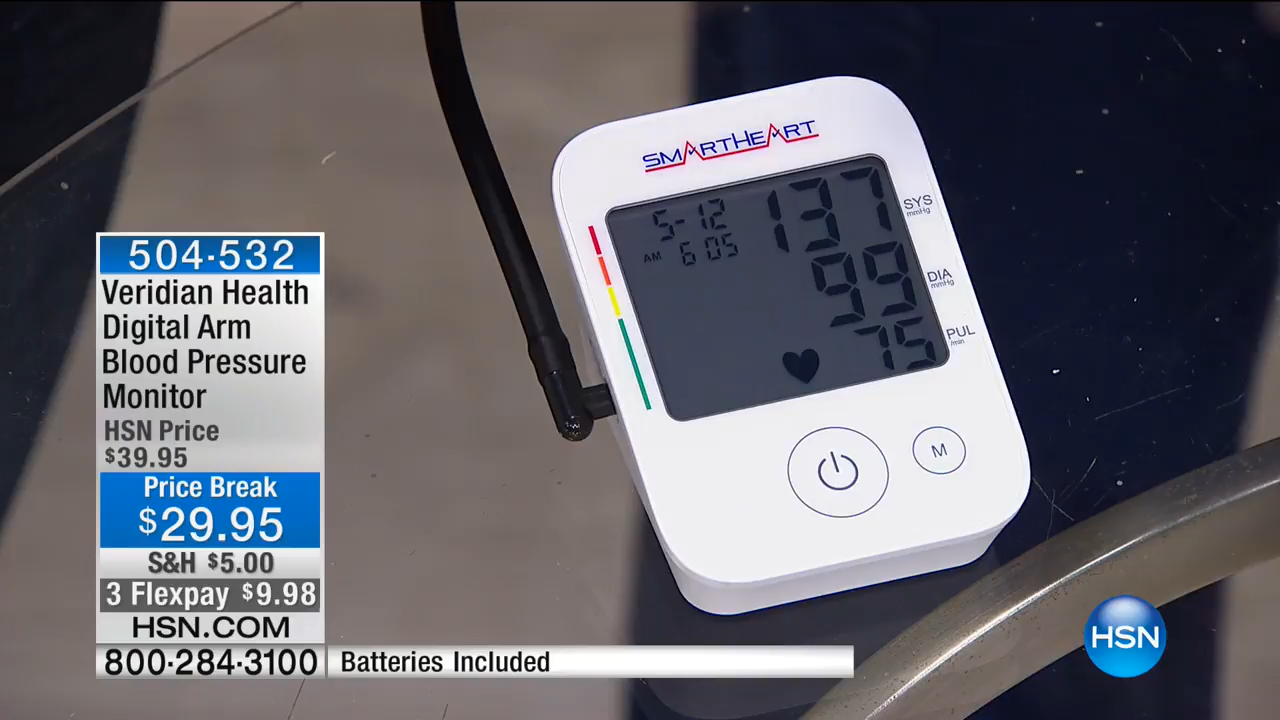 504·532
Veridian Health
Digital Arm
Blood Pressure
Monitor
HSN Price
$39.95
Price Break
$29.95
S&H $5.00
3 Flexpay $9.98
HSN.COM
800·284·3100
Batteries Included
SMARTHEART
5-12
AM 6 05
137
SYS
mmHg
99
DIA
mmHg
75
PUL
/min
M
HSN